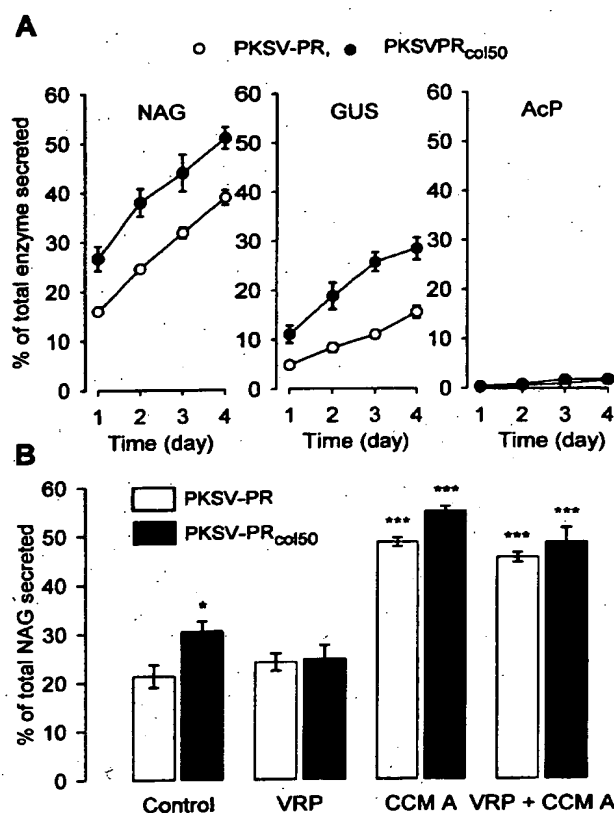 A
PKSV-PR, PKSVPRcol50
NAG GUS AcP
% of total enzyme secreted
60 60 60
50 50 50
40 40 40
30 30 30
20 20 20
10 10 10
0 0 0
1 2 3 4 1 2 3 4 1 2 3 4
Time (day) Time (day) Time (day)
B
PKSV-PR
PKSV-PRcol50
% of total NAG secreted
60
50
40
30
20
10
0
* *** *** *** ***
Control VRP CCM A VRP + CCM A